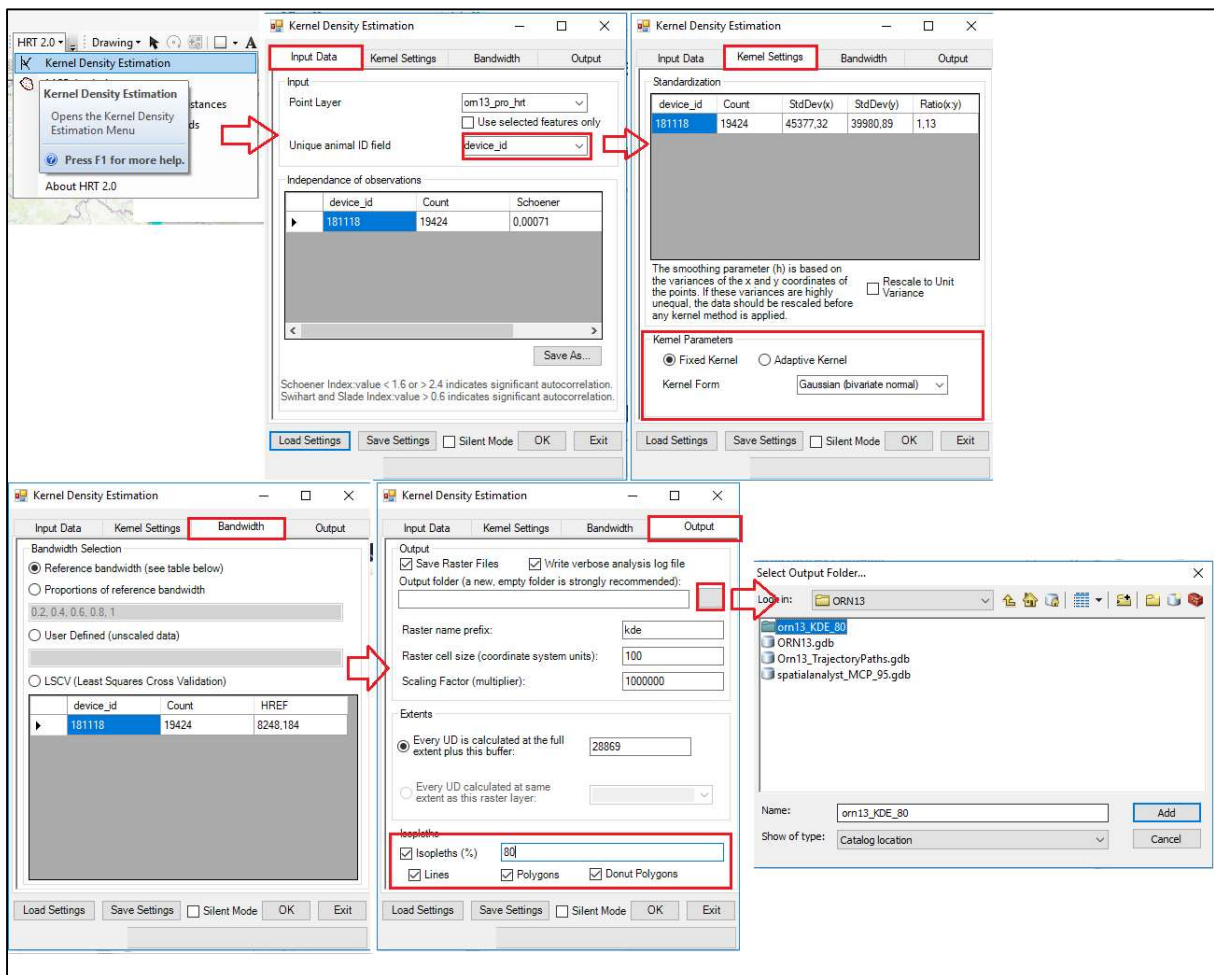 HRT 2.0
Drawing
A
Kernel Density Estimation
Kernel Density Estimation
Opens the Kernel Density
Estimation Menu
Press F1 for more help.
stances
ds
About HRT 2.0
Kernel Density Estimation
Input Data
Kernel Settings
Bandwidth
Output
Input
Point Layer
orn13_pro_hrt
Use selected features only
Unique animal ID field
device_id
Independance of observations
device_id Count Schoener
181118 19424 0,00071
Save As...
Schoener Index:value < 1.6 or > 2.4 indicates significant autocorrelation.
Swihart and Slade Index:value > 0.6 indicates significant autocorrelation.
Load Settings
Save Settings
Silent Mode
OK
Exit
Kernel Density Estimation
Input Data
Kernel Settings
Bandwidth
Output
Standardization
device_id Count StdDev(x) StdDev(y) Ratio(x:y)
181118 19424 45377,32 39980,89 1,13
The smoothing parameter (h) is based on
the variances of the x and y coordinates of
the points. If these variances are highly
unequal, the data should be rescaled before
any kernel method is applied.
Rescale to Unit
Variance
Kernel Parameters
Fixed Kernel
Adaptive Kernel
Kernel Form
Gaussian (bivariate normal)
Load Settings
Save Settings
Silent Mode
OK
Exit
Kernel Density Estimation
Input Data
Kernel Settings
Bandwidth
Output
Bandwidth Selection
Reference bandwidth (see table below)
Proportions of reference bandwidth
0.2, 0.4, 0.6, 0.8, 1
User Defined (unscaled data)
LSCV (Least Squares Cross Validation)
device_id Count HREF
181118 19424 8248,184
Load Settings
Save Settings
Silent Mode
OK
Exit
Kernel Density Estimation
Input Data
Kernel Settings
Bandwidth
Output
Output
Save Raster Files
Write verbose analysis log file
Output folder (a new, empty folder is strongly recommended):
Raster name prefix: kde
Raster cell size (coordinate system units): 100
Scaling Factor (multiplier): 1000000
Extents
Every UD is calculated at the full
extent plus this buffer:
28869
Every UD calculated at same
extent as this raster layer:
Isopleths
Isopleths (%) 80
Lines
Polygons
Donut Polygons
Load Settings
Save Settings
Silent Mode
OK
Exit
Select Output Folder...
Look in: ORN13
orn13_KDE_80
ORN13.gdb
Orn13_TrajectoryPaths.gdb
spatialanalyst_MCP_95.gdb
Name: orn13_KDE_80
Add
Show of type: Catalog location
Cancel